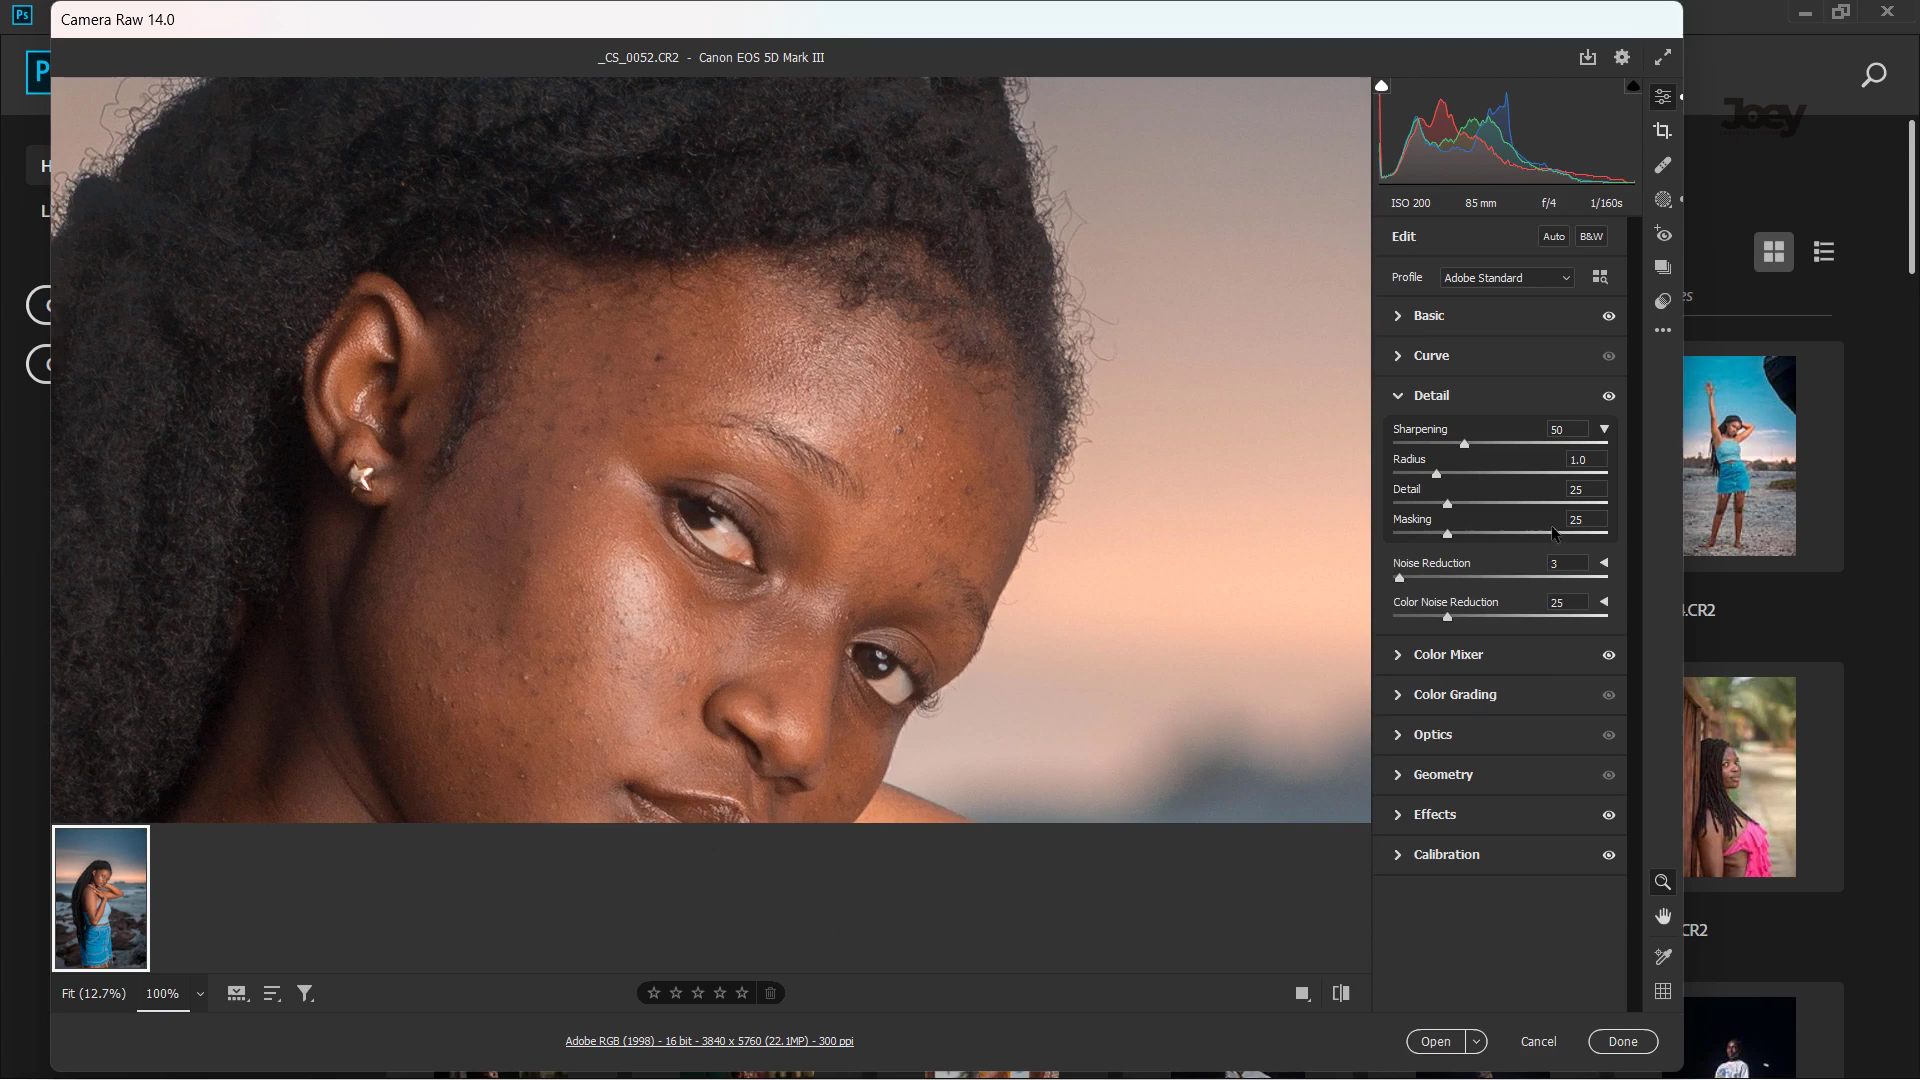 Ps
Camera Raw 14.0
_CS_0052.CR2 - Canon EOS 5D Mark III
P
Joey
H
L
ISO 200 85 mm f/4 1/160s
Edit Auto B&W
Profile Adobe Standard
Basic
Curve
Detail
Sharpening 50
Radius 1.0
Detail 25
Masking 25
Noise Reduction 3
Color Noise Reduction 25
Color Mixer
Color Grading
Optics
Geometry
Effects
Calibration
.CR2
CR2
Fit (12.7%) 100%
Adobe RGB (1998) - 16 bit - 3840 x 5760 (22.1MP) - 300 ppi
Open Cancel Done